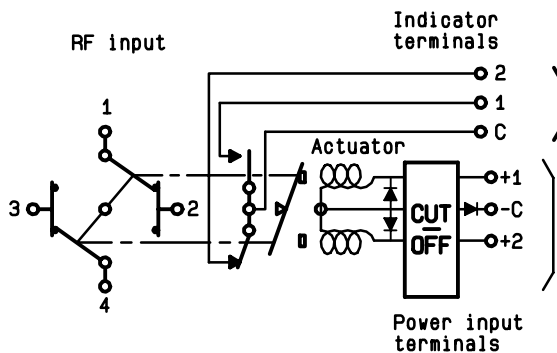 Indicator
terminals
RF input
2
1
1
C
Actuator
+1
3
2
CUT
-C
OFF
+2
4
Power input
terminals